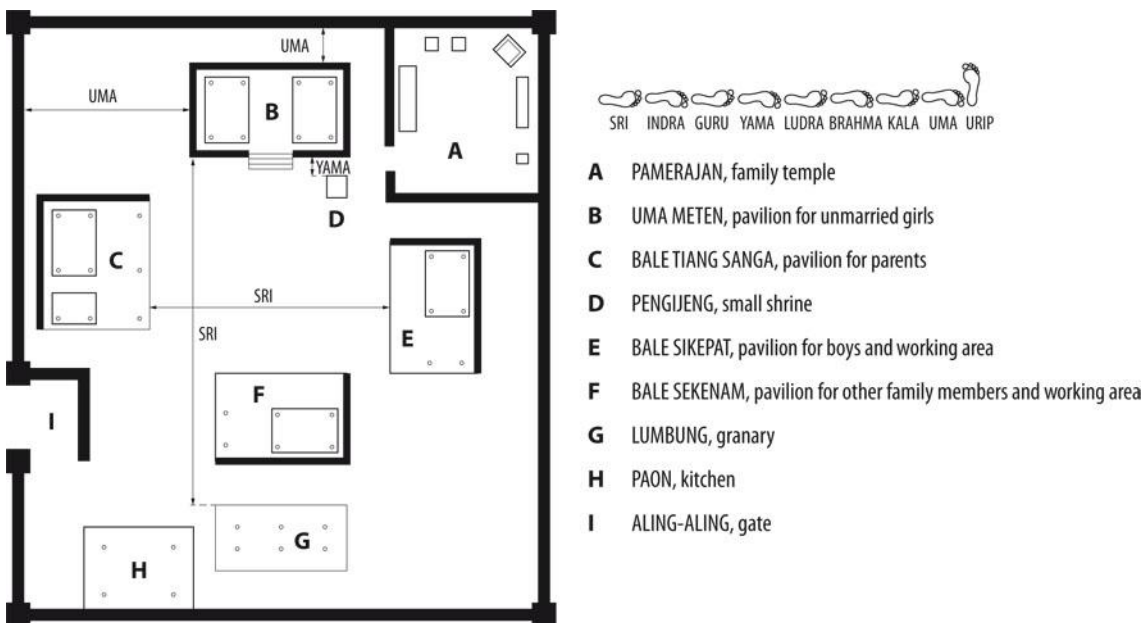 UMA
UMA
B
A
YAMA
D
C
SRI
SRI
E
F
I
G
H
SRI INDRA GURU YAMA LUDRA BRAHMA KALA UMA URIP
A PAMERAJAN, family temple
B UMA METEN, pavilion for unmarried girls
C BALE TIANG SANGA, pavilion for parents
D PENGIJENG, small shrine
E BALE SIKEPAT, pavilion for boys and working area
F BALE SEKENAM, pavilion for other family members and working area
G LUMBUNG, granary
H PAON, kitchen
I ALING-ALING, gate